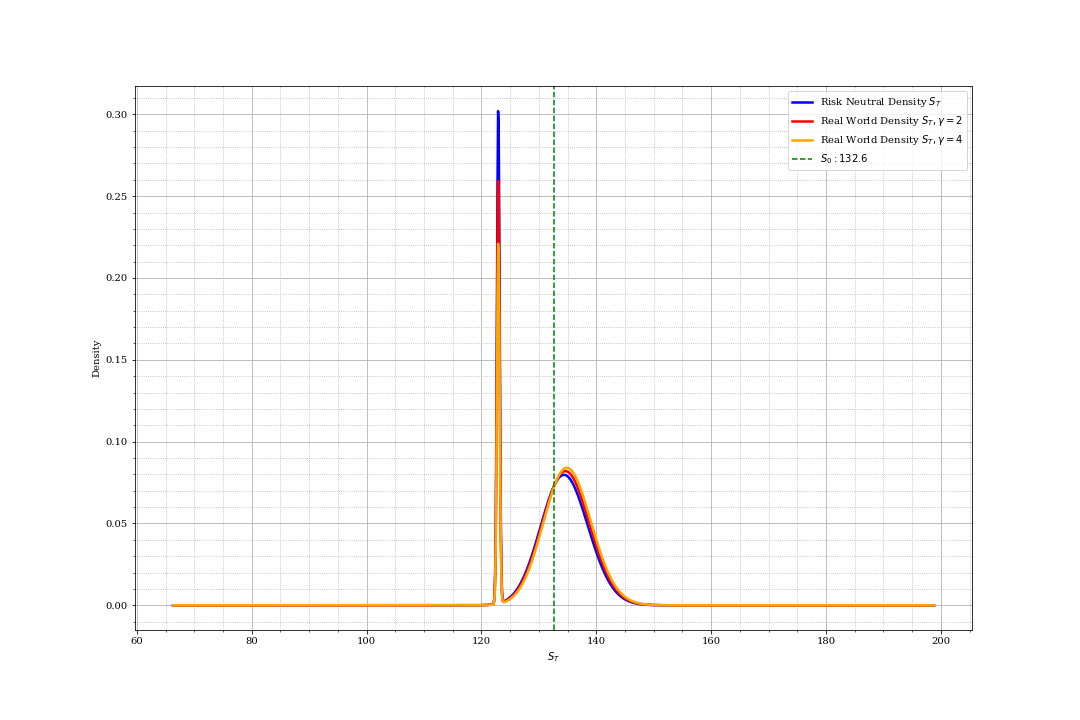 Risk Neutral Density S_T
Real World Density S_T, γ = 2
Real World Density S_T, γ = 4
S_0 : 132.6
0.30
0.25
0.20
0.15
0.10
0.05
0.00
Density
60 80 100 120 140 160 180 200
S_T